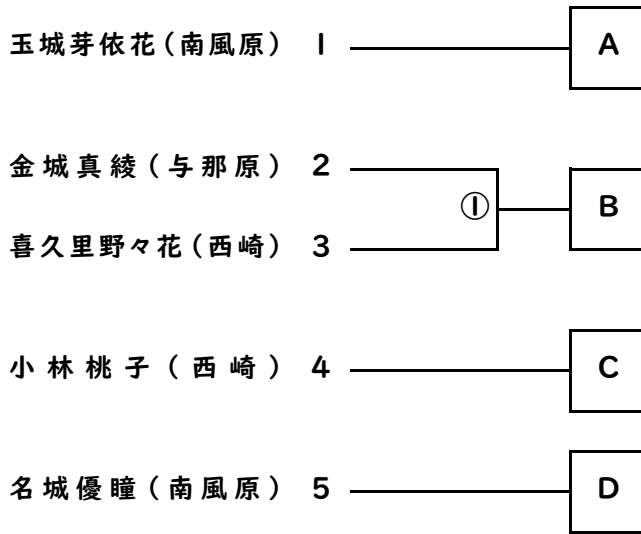 玉城芽依花(南風原) 1 A
金城真綾(与那原) 2
① B
喜久里野々花(西崎) 3
小林桃子(西崎) 4 C
名城優瞳(南風原) 5 D